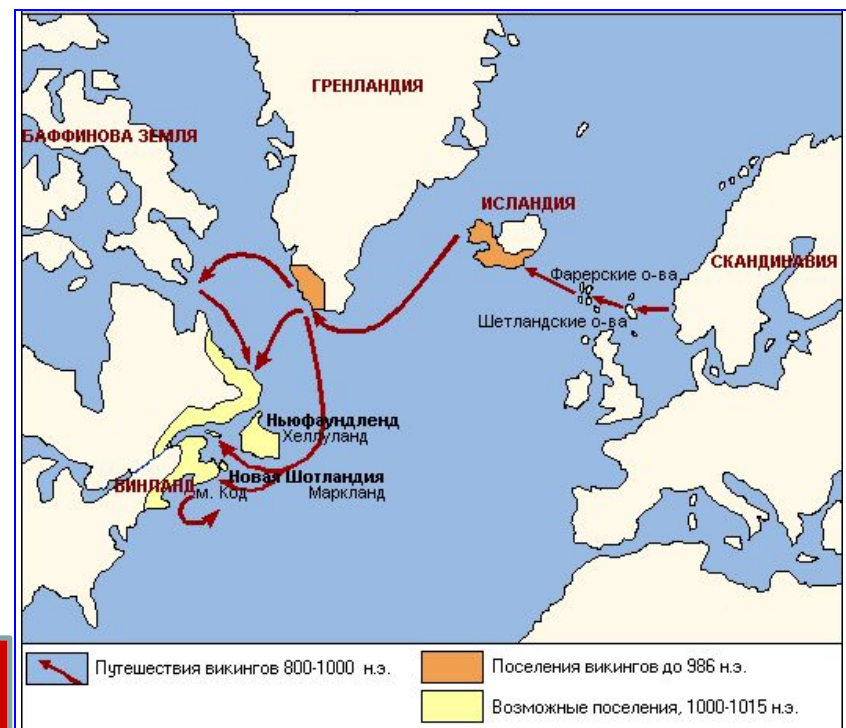 ГРЕНЛАНДИЯ
БАФФИНОВА ЗЕМЛЯ
ИСЛАНДИЯ
СКАНДИНАВИЯ
Фарерские о-ва
Шетландские о-ва
Ньюфаундленд
Хеллуланд
Новая Шотландия
ВИНЛАНД
м. Код
Маркланд
Путешествия викингов 800-1000 н.э.
Поселения викингов до 986 н.э.
Возможные поселения, 1000-1015 н.э.